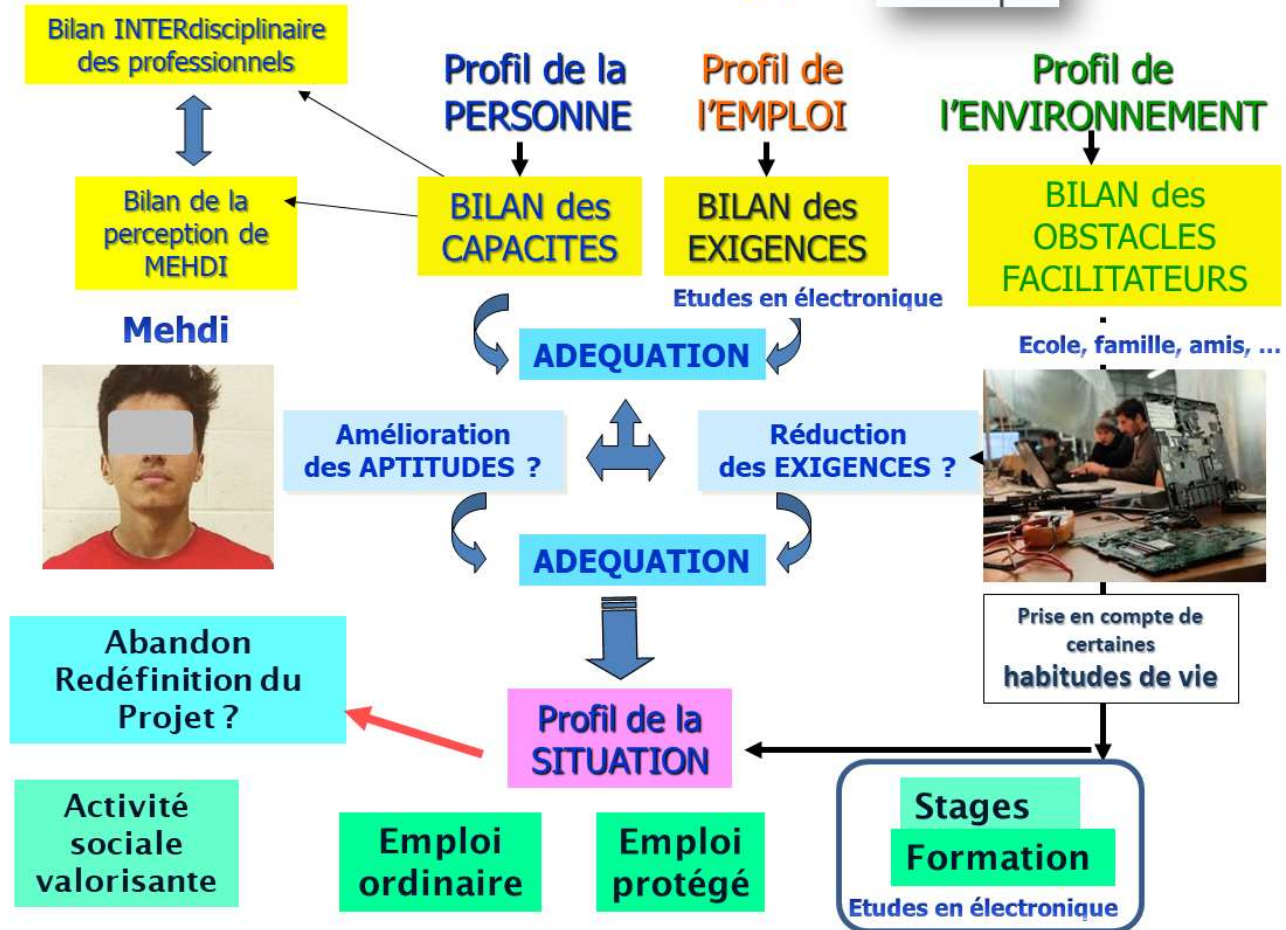 Bilan INTERdisciplinaire
des professionnels
Profil de la
PERSONNE
Profil de
l'EMPLOI
Profil de
l'ENVIRONNEMENT
Bilan de la
perception de
MEHDI
BILAN des
CAPACITES
BILAN des
EXIGENCES
BILAN des
OBSTACLES
FACILITATEURS
Etudes en électronique
Mehdi
ADEQUATION
Ecole, famille, amis, ...
Amélioration
des APTITUDES ?
Réduction
des EXIGENCES ?
ADEQUATION
Prise en compte de
certaines
habitudes de vie
Abandon
Redéfinition du
Projet ?
Profil de la
SITUATION
Activité
sociale
valorisante
Emploi
ordinaire
Emploi
protégé
Stages
Formation
Etudes en électronique